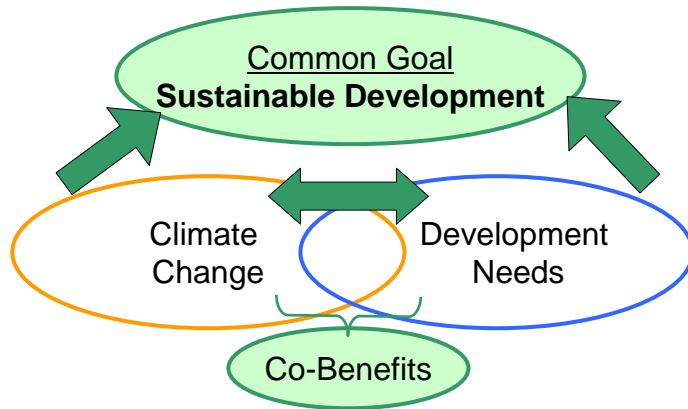 Common Goal
Sustainable Development
Climate
Change
Development
Needs
Co-Benefits